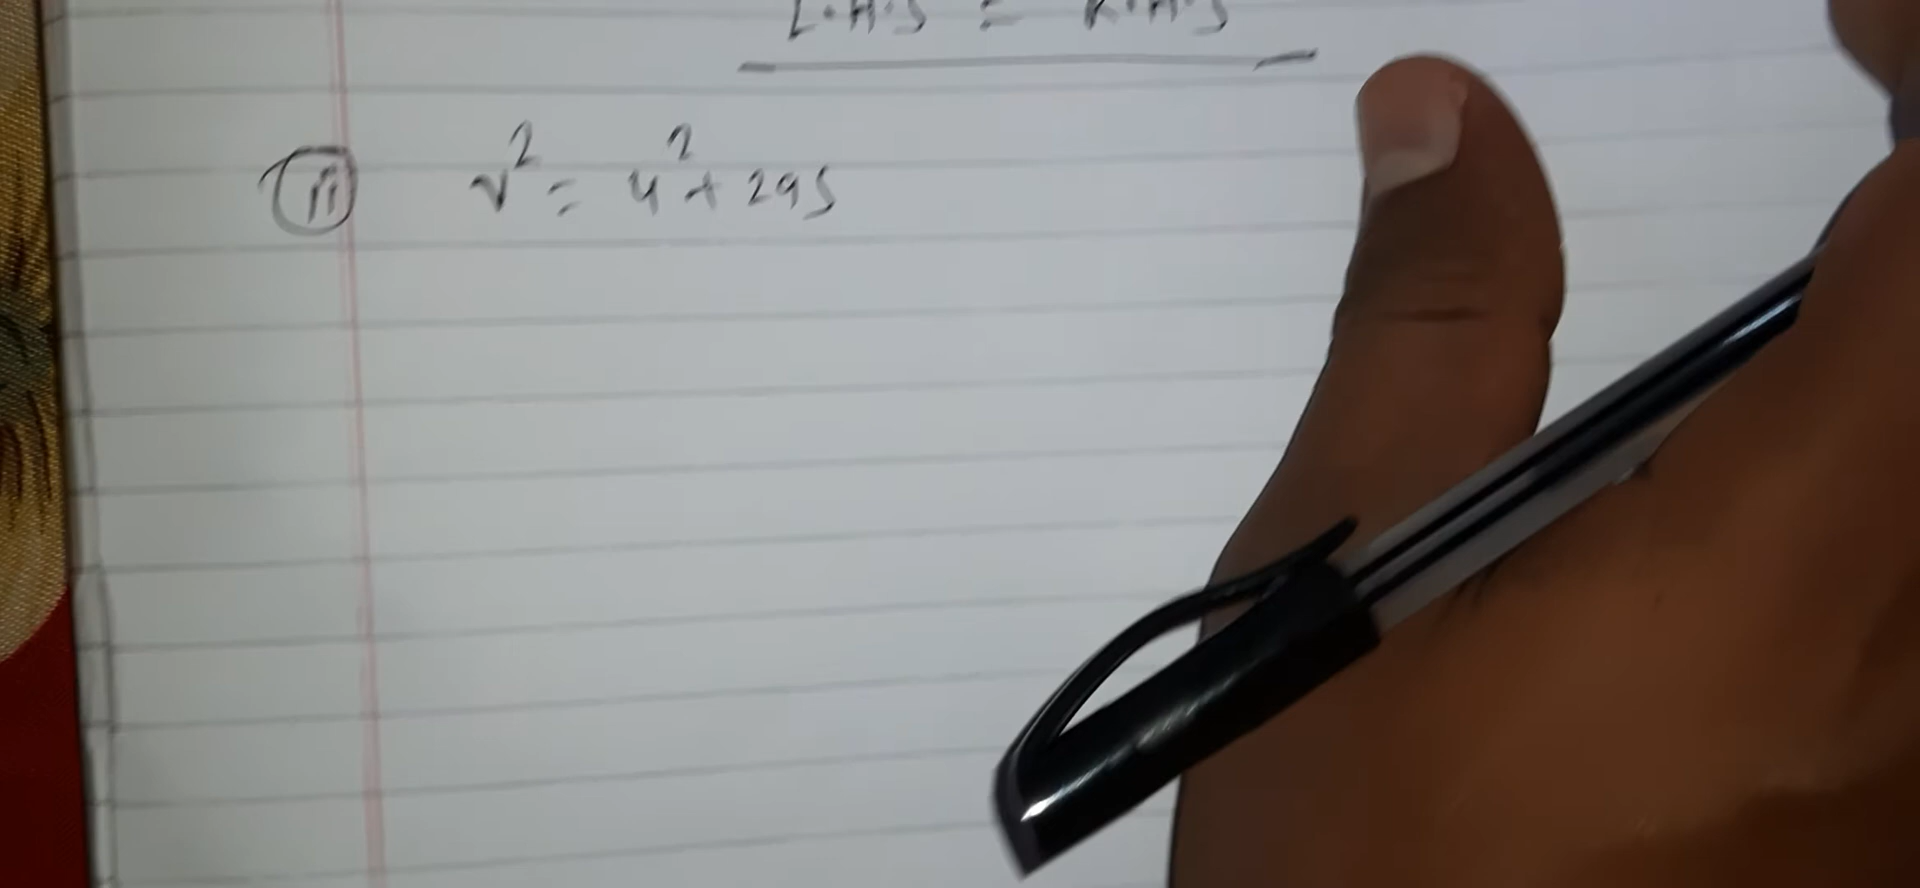 L.H.S = R.H.S
(ii) v² = u² + 2as